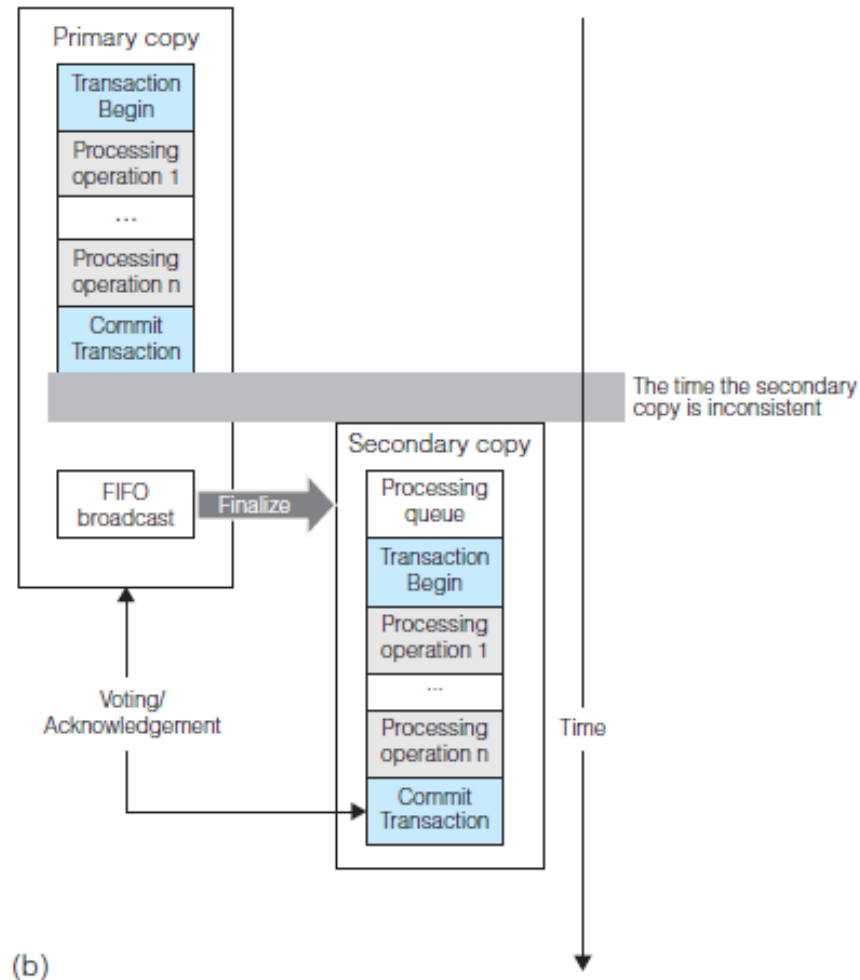 Primary copy
Transaction
Begin
Processing
operation 1
...
Processing
operation n
Commit
Transaction
The time the secondary
copy is inconsistent
Secondary copy
FIFO
broadcast
Finalize
Processing
queue
Transaction
Begin
Processing
operation 1
...
Processing
operation n
Commit
Transaction
Voting/
Acknowledgement
Time
(b)